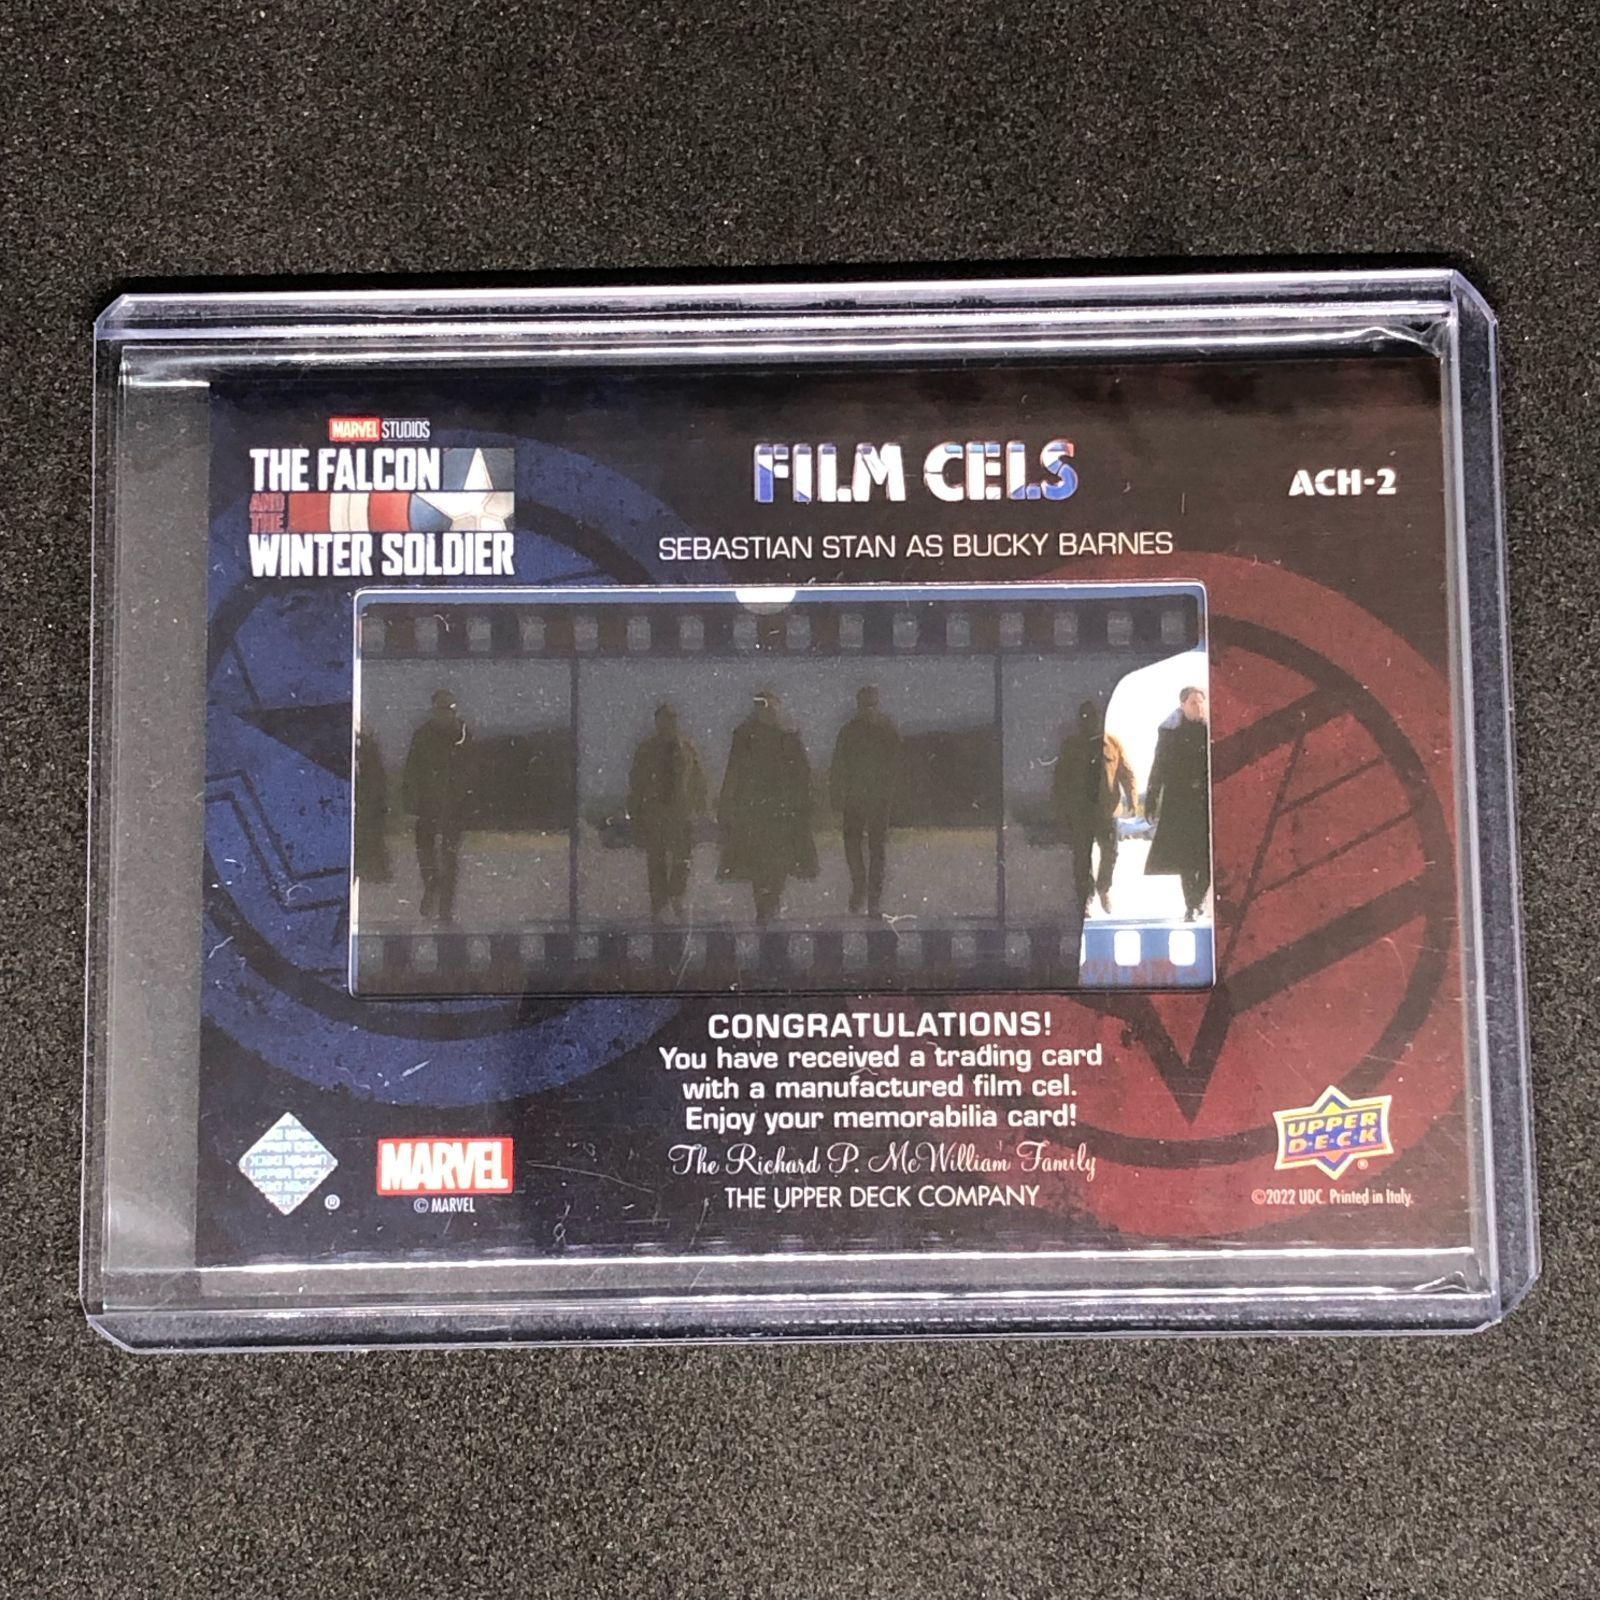 MARVEL STUDIOS
THE FALCON
AND THE
WINTER SOLDIER
FILM CELS
ACH-2
SEBASTIAN STAN AS BUCKY BARNES
CONGRATULATIONS!
You have received a trading card
with a manufactured film cel.
Enjoy your memorabilia card!
The Richard P. McWilliam Family
THE UPPER DECK COMPANY
®
MARVEL
© MARVEL
UPPER
D·E·C·K
®
©2022 UDC. Printed in Italy.